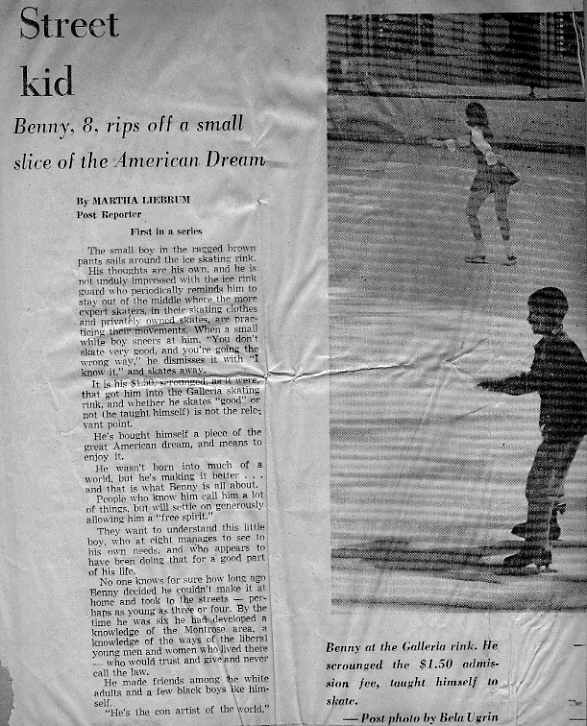 Street
kid
Benny, 8, rips off a small
slice of the American Dream
By MARTHA LIEBRUM
Post Reporter
First in a series
The small boy in the ragged brown
pants sails around the ice skating rink.
His thoughts are his own, and he is
not unduly impressed with the ice rink
guard who periodically reminds him to
stay out of the middle where the more
expert skaters, in their skating clothes
and privately owned skates, are prac-
ticing their movements. When a small
white boy sneers at him, "You don't
skate very good, and you're going the
wrong way," he dismisses it with "I
know it," and skates away.
It is his $1.50, scrounged, as it were,
that got him into the Galleria skating
rink, and whether he skates "good" or
not (he taught himself) is not the rele-
vant point.
He's bought himself a piece of the
great American dream, and means to
enjoy it.
He wasn't born into much of a
world, but he's making it better . . .
and that is what Benny is all about.
People who know him call him a lot
of things, but will settle on generously
allowing him a "free spirit."
They want to understand this little
boy, who at eight manages to see to
his own needs, and who appears to
have been doing that for a good part
of his life.
No one knows for sure how long ago
Benny decided he couldn't make it at
home and took to the streets — per-
haps as young as three or four. By the
time he was six he had developed a
knowledge of the Montrose area, a
knowledge of the ways of the liberal
young men and women who lived there
— who would trust and give and never
call the law.
He made friends among the white
adults and a few black boys like him-
self.
"He's the con artist of the world,"
Benny at the Galleria rink. He
scrounged the $1.50 admis-
sion fee, taught himself to
skate.
— Post photo by Bela Ugrin